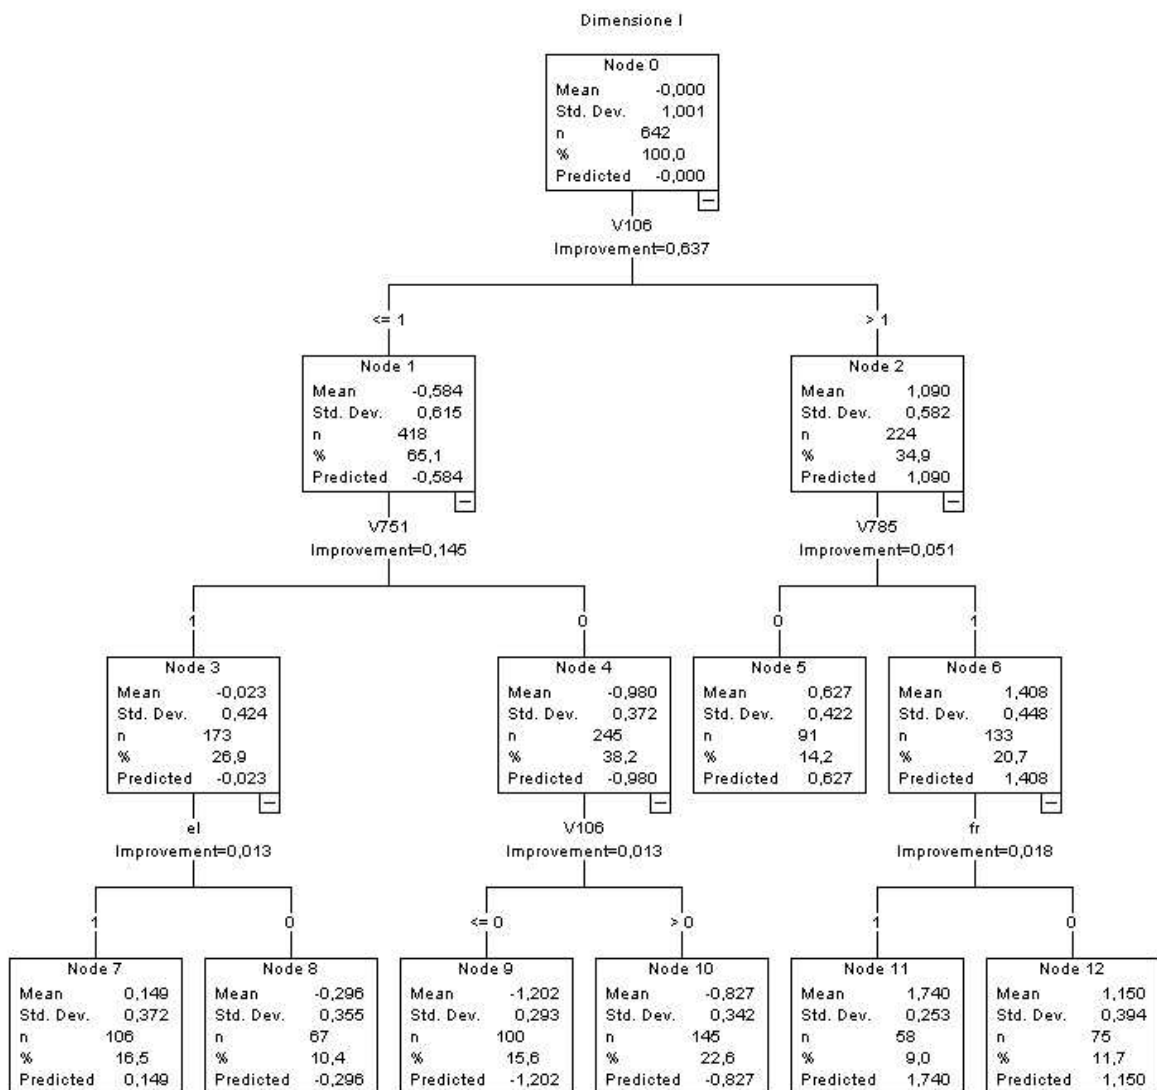 Dimensione I
Node 0
Mean -0,000
Std. Dev. 1,001
n 642
% 100,0
Predicted -0,000
V106
Improvement=0,637
<= 1
> 1
Node 1
Mean -0,584
Std. Dev. 0,615
n 418
% 65,1
Predicted -0,584
Node 2
Mean 1,090
Std. Dev. 0,582
n 224
% 34,9
Predicted 1,090
V751
Improvement=0,145
V785
Improvement=0,051
1
0
0
1
Node 3
Mean -0,023
Std. Dev. 0,424
n 173
% 26,9
Predicted -0,023
Node 4
Mean -0,980
Std. Dev. 0,372
n 245
% 38,2
Predicted -0,980
Node 5
Mean 0,627
Std. Dev. 0,422
n 91
% 14,2
Predicted 0,627
Node 6
Mean 1,408
Std. Dev. 0,448
n 133
% 20,7
Predicted 1,408
el
Improvement=0,013
V106
Improvement=0,013
fr
Improvement=0,018
1
0
<= 0
> 0
1
0
Node 7
Mean 0,149
Std. Dev. 0,372
n 106
% 16,5
Predicted 0,149
Node 8
Mean -0,296
Std. Dev. 0,355
n 67
% 10,4
Predicted -0,296
Node 9
Mean -1,202
Std. Dev. 0,293
n 100
% 15,6
Predicted -1,202
Node 10
Mean -0,827
Std. Dev. 0,342
n 145
% 22,6
Predicted -0,827
Node 11
Mean 1,740
Std. Dev. 0,253
n 58
% 9,0
Predicted 1,740
Node 12
Mean 1,150
Std. Dev. 0,394
n 75
% 11,7
Predicted 1,150